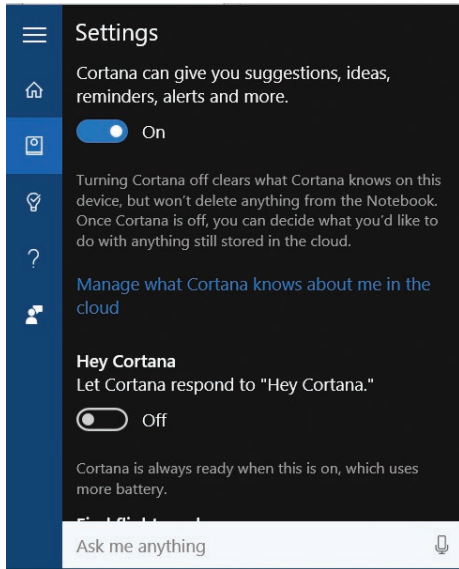 Settings
Cortana can give you suggestions, ideas,
reminders, alerts and more.
On
Turning Cortana off clears what Cortana knows on this
device, but won't delete anything from the Notebook.
Once Cortana is off, you can decide what you'd like to
do with anything still stored in the cloud.
Manage what Cortana knows about me in the
cloud
Hey Cortana
Let Cortana respond to "Hey Cortana."
Off
Cortana is always ready when this is on, which uses
more battery.
Ask me anything